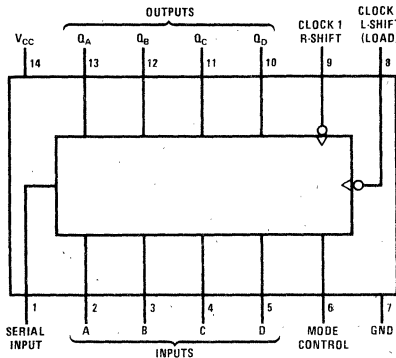 OUTPUTS
CLOCK 1
R-SHIFT
CLOCK
L-SHIFT
(LOAD)
VCC QA QB QC QD
14 13 12 11 10 9 8
1 2 3 4 5 6 7
SERIAL
INPUT
A B C D
MODE
CONTROL
GND
INPUTS